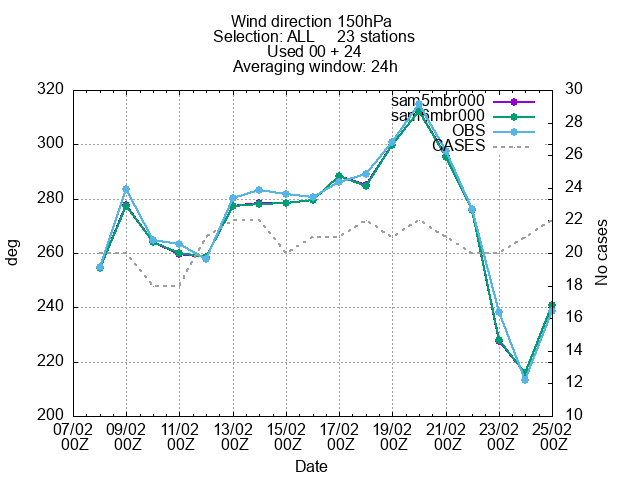 Wind direction 150hPa
Selection: ALL 23 stations
Used 00 + 24
Averaging window: 24h
sam5mbr000
sam6mbr000
OBS
CASES
320
300
280
260
240
220
200
deg
30
28
26
24
22
20
18
16
14
12
10
No cases
07/02 09/02 11/02 13/02 15/02 17/02 19/02 21/02 23/02 25/02
00Z 00Z 00Z 00Z 00Z 00Z 00Z 00Z 00Z 00Z
Date